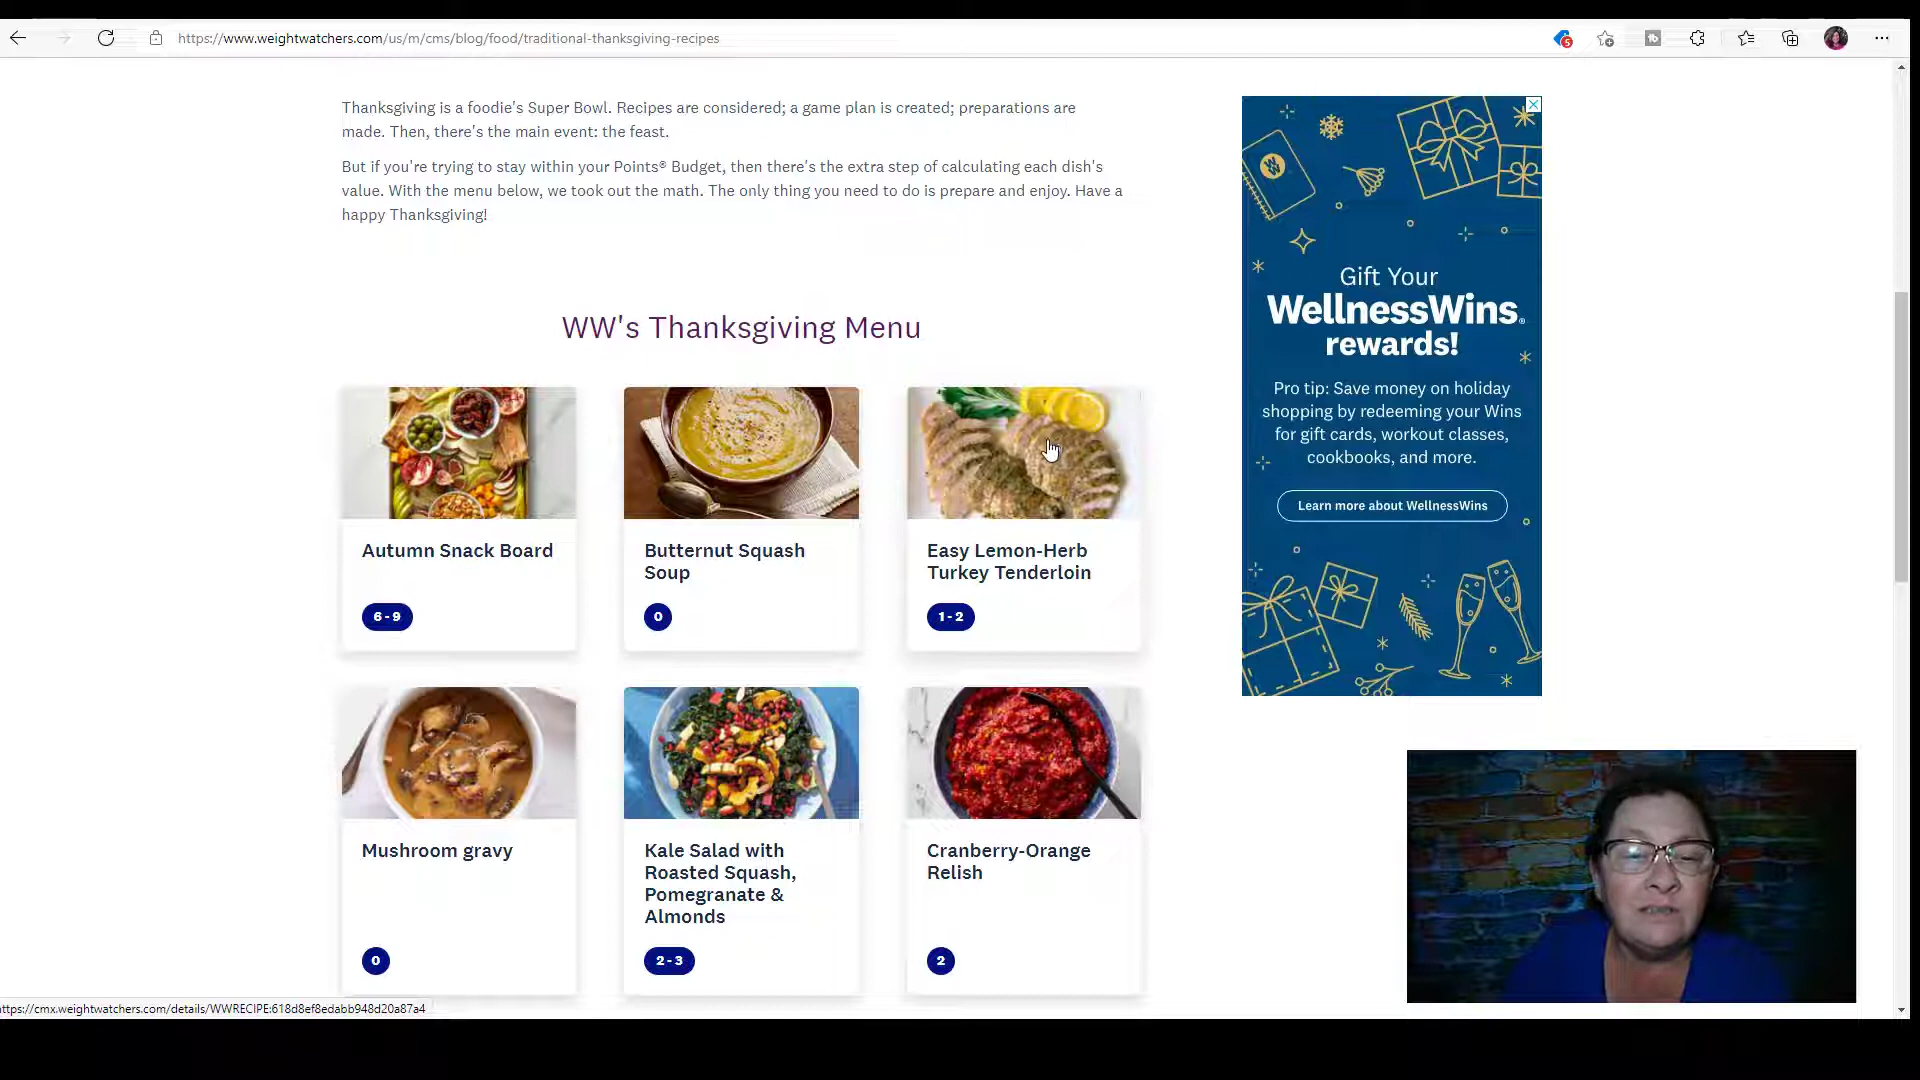 https://www.weightwatchers.com/us/m/cms/blog/food/traditional-thanksgiving-recipes
5
tb
Thanksgiving is a foodie's Super Bowl. Recipes are considered; a game plan is created; preparations are
made. Then, there's the main event: the feast.
But if you're trying to stay within your Points® Budget, then there's the extra step of calculating each dish's
value. With the menu below, we took out the math. The only thing you need to do is prepare and enjoy. Have a
happy Thanksgiving!
WW's Thanksgiving Menu
Autumn Snack Board
6 - 9
Butternut Squash
Soup
0
Easy Lemon-Herb
Turkey Tenderloin
1 - 2
Mushroom gravy
0
Kale Salad with
Roasted Squash,
Pomegranate &
Almonds
2 - 3
Cranberry-Orange
Relish
2
W
Gift Your
WellnessWins®
rewards!
Pro tip: Save money on holiday
shopping by redeeming your Wins
for gift cards, workout classes,
cookbooks, and more.
Learn more about WellnessWins
https://cmx.weightwatchers.com/details/WWRECIPE:618d8ef8edabb948d20a87a4